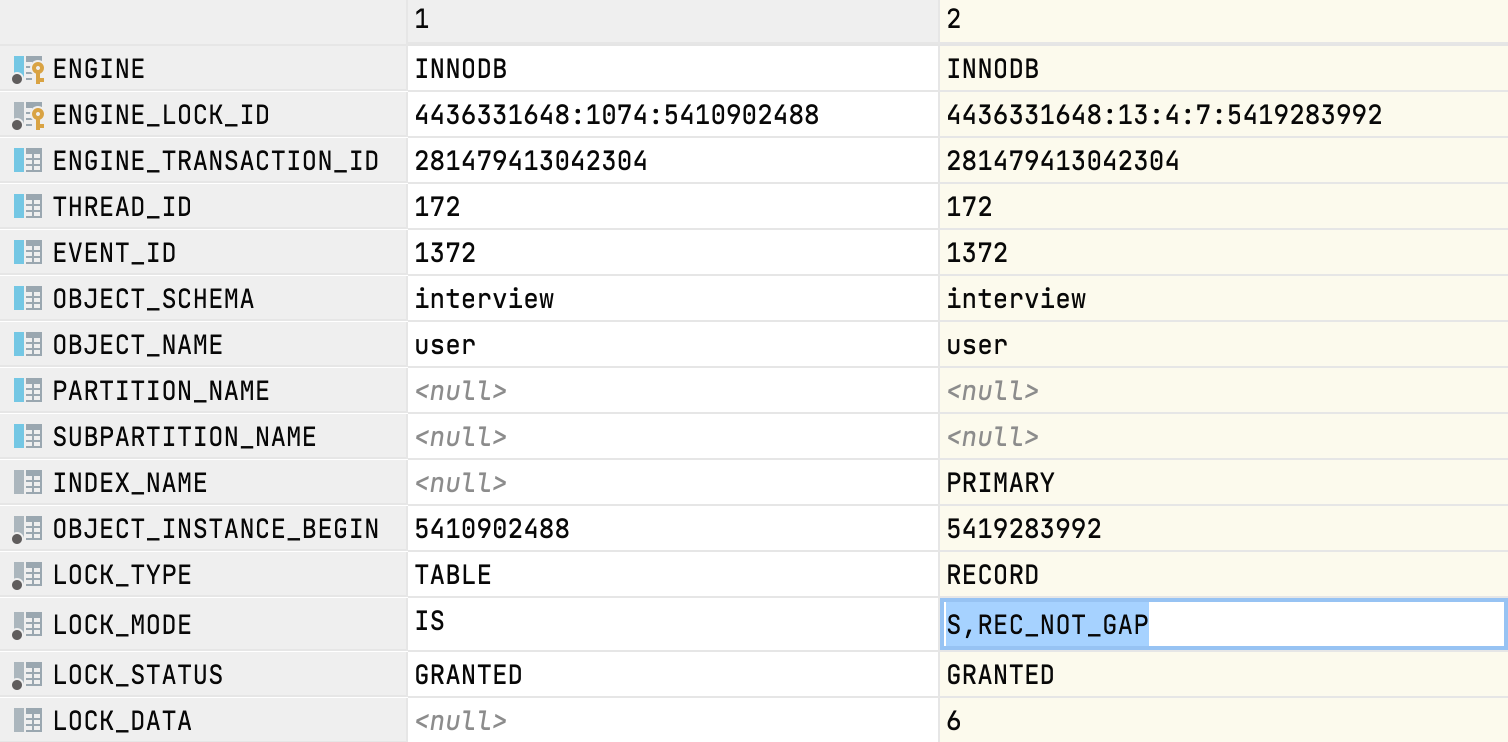 1 2
ENGINE INNODB INNODB
ENGINE_LOCK_ID 4436331648:1074:5410902488 4436331648:13:4:7:5419283992
ENGINE_TRANSACTION_ID 281479413042304 281479413042304
THREAD_ID 172 172
EVENT_ID 1372 1372
OBJECT_SCHEMA interview interview
OBJECT_NAME user user
PARTITION_NAME <null> <null>
SUBPARTITION_NAME <null> <null>
INDEX_NAME <null> PRIMARY
OBJECT_INSTANCE_BEGIN 5410902488 5419283992
LOCK_TYPE TABLE RECORD
LOCK_MODE IS S,REC_NOT_GAP
LOCK_STATUS GRANTED GRANTED
LOCK_DATA <null> 6